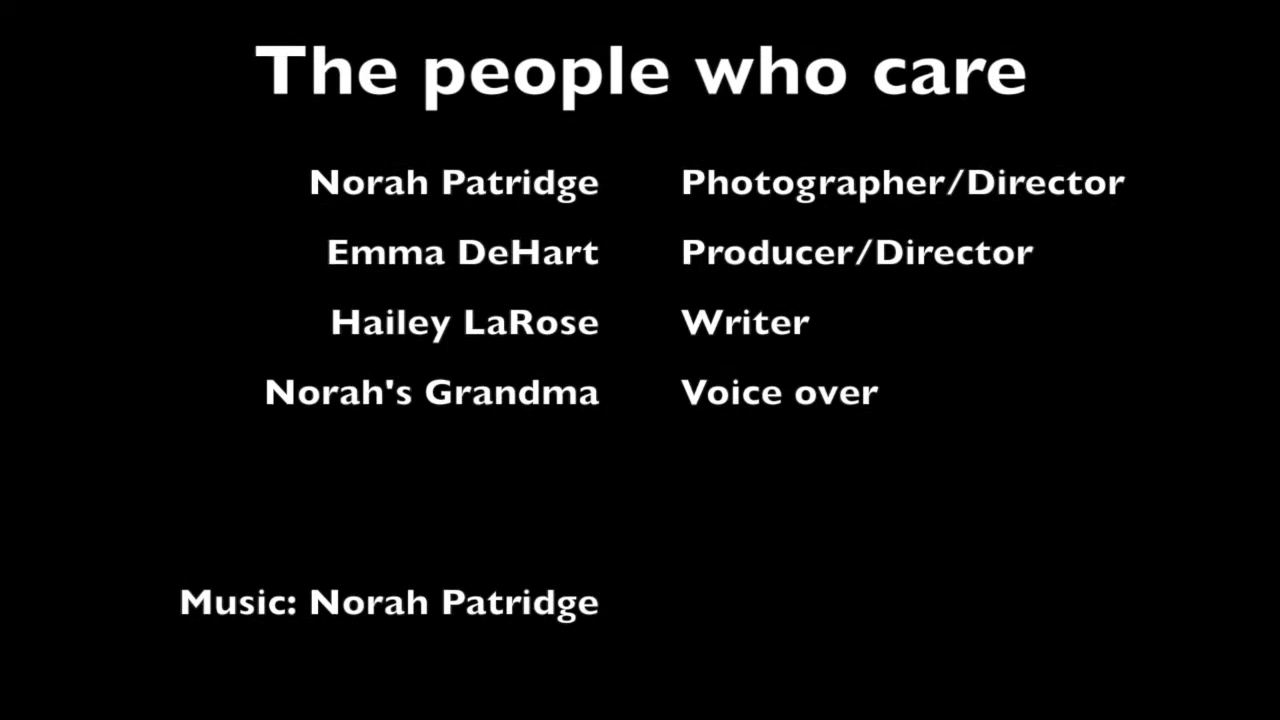 The people who care
Norah Patridge Photographer/Director
Emma DeHart Producer/Director
Hailey LaRose Writer
Norah's Grandma Voice over
Music: Norah Patridge